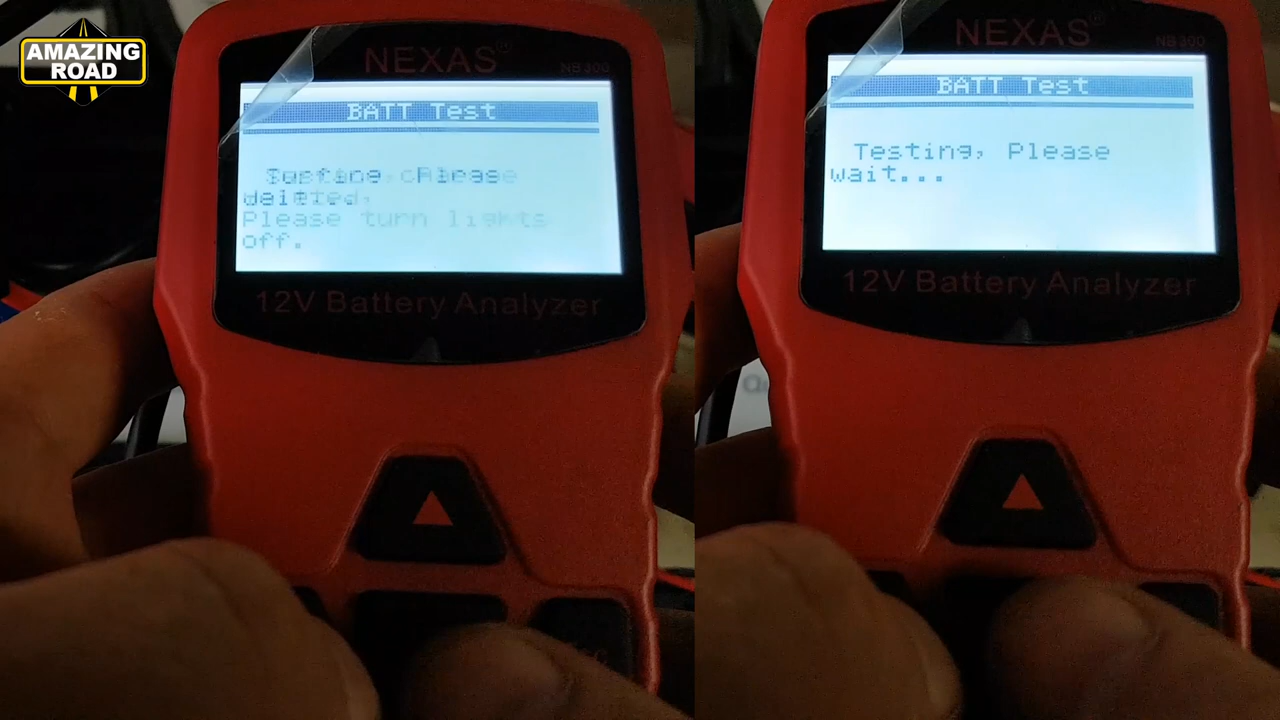 AMAZING
ROAD
NEXAS®
NB300
BATT Test
deleted,
Please turn lights
off.
12V Battery Analyzer
NEXAS®
NB300
BATT Test
Testing, Please
wait...
12V Battery Analyzer